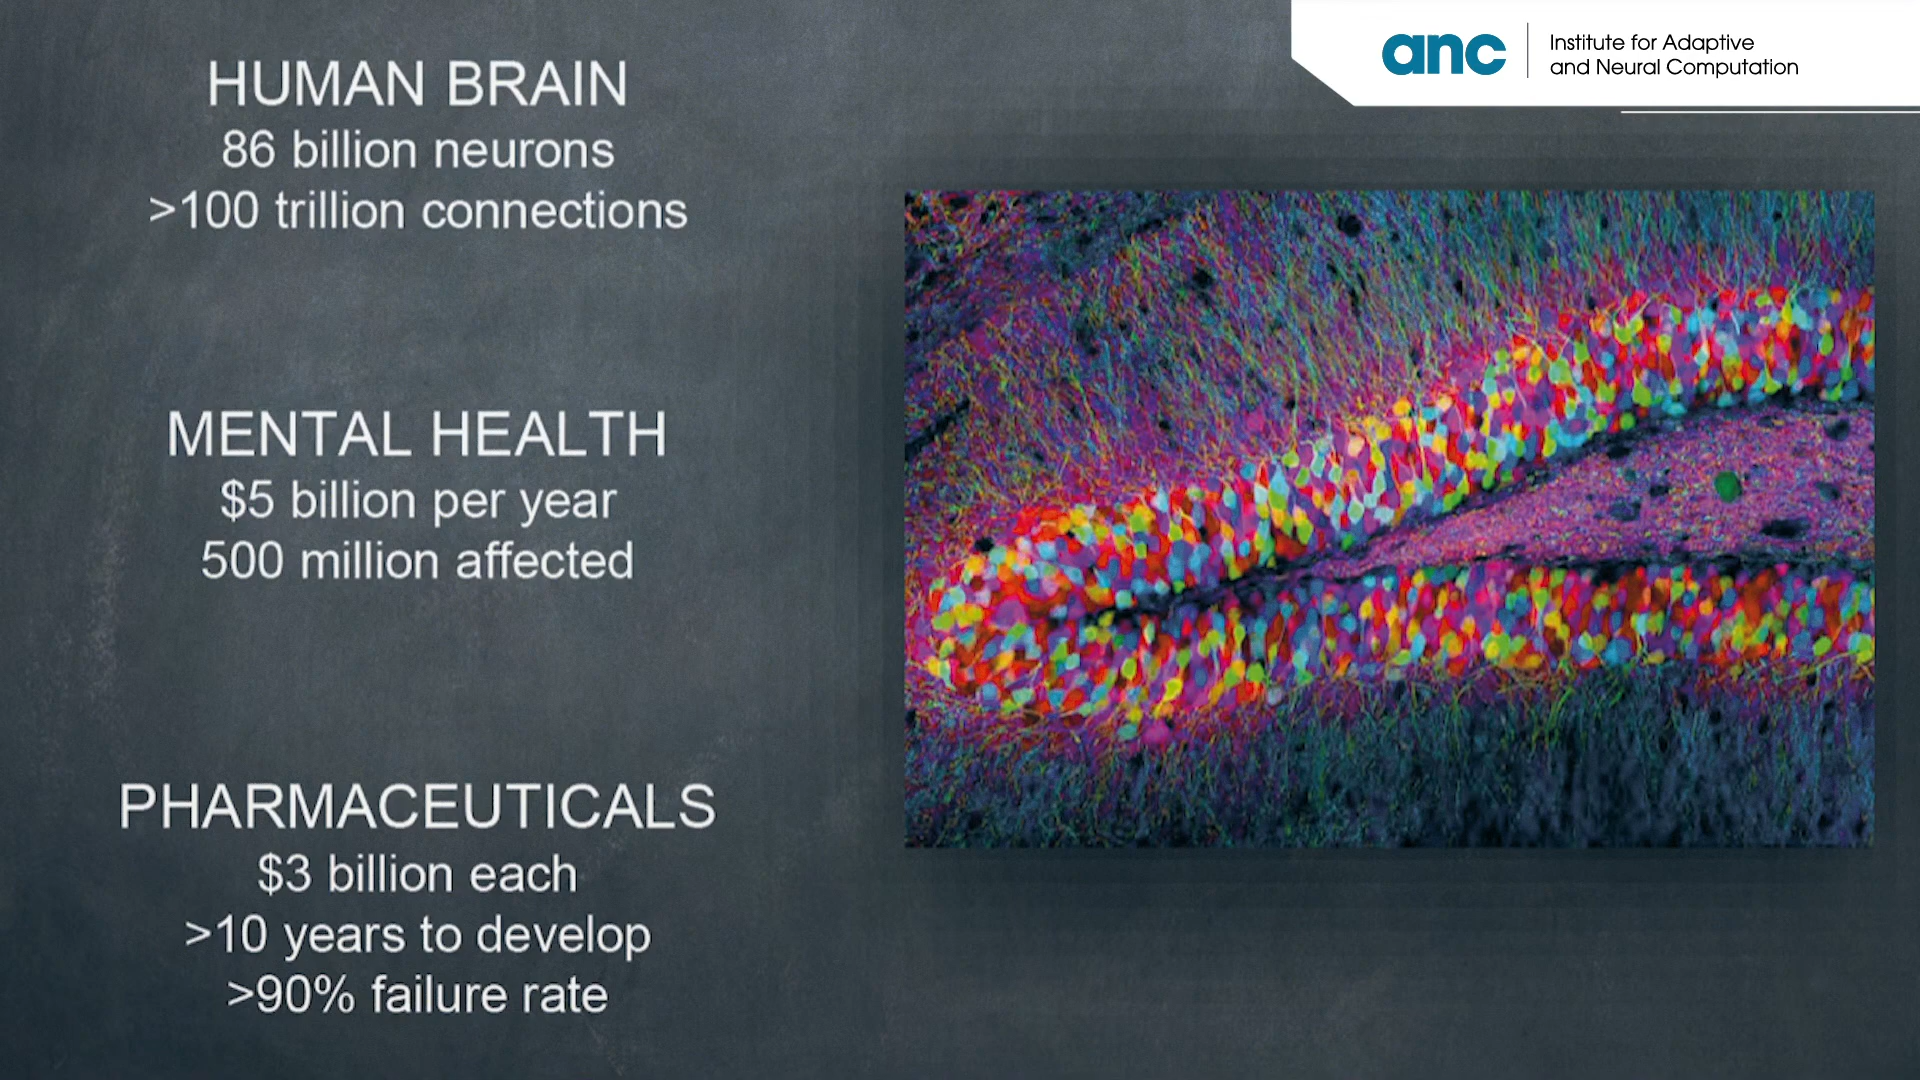 HUMAN BRAIN
86 billion neurons
>100 trillion connections
MENTAL HEALTH
$5 billion per year
500 million affected
PHARMACEUTICALS
$3 billion each
>10 years to develop
>90% failure rate
anc
Institute for Adaptive
and Neural Computation